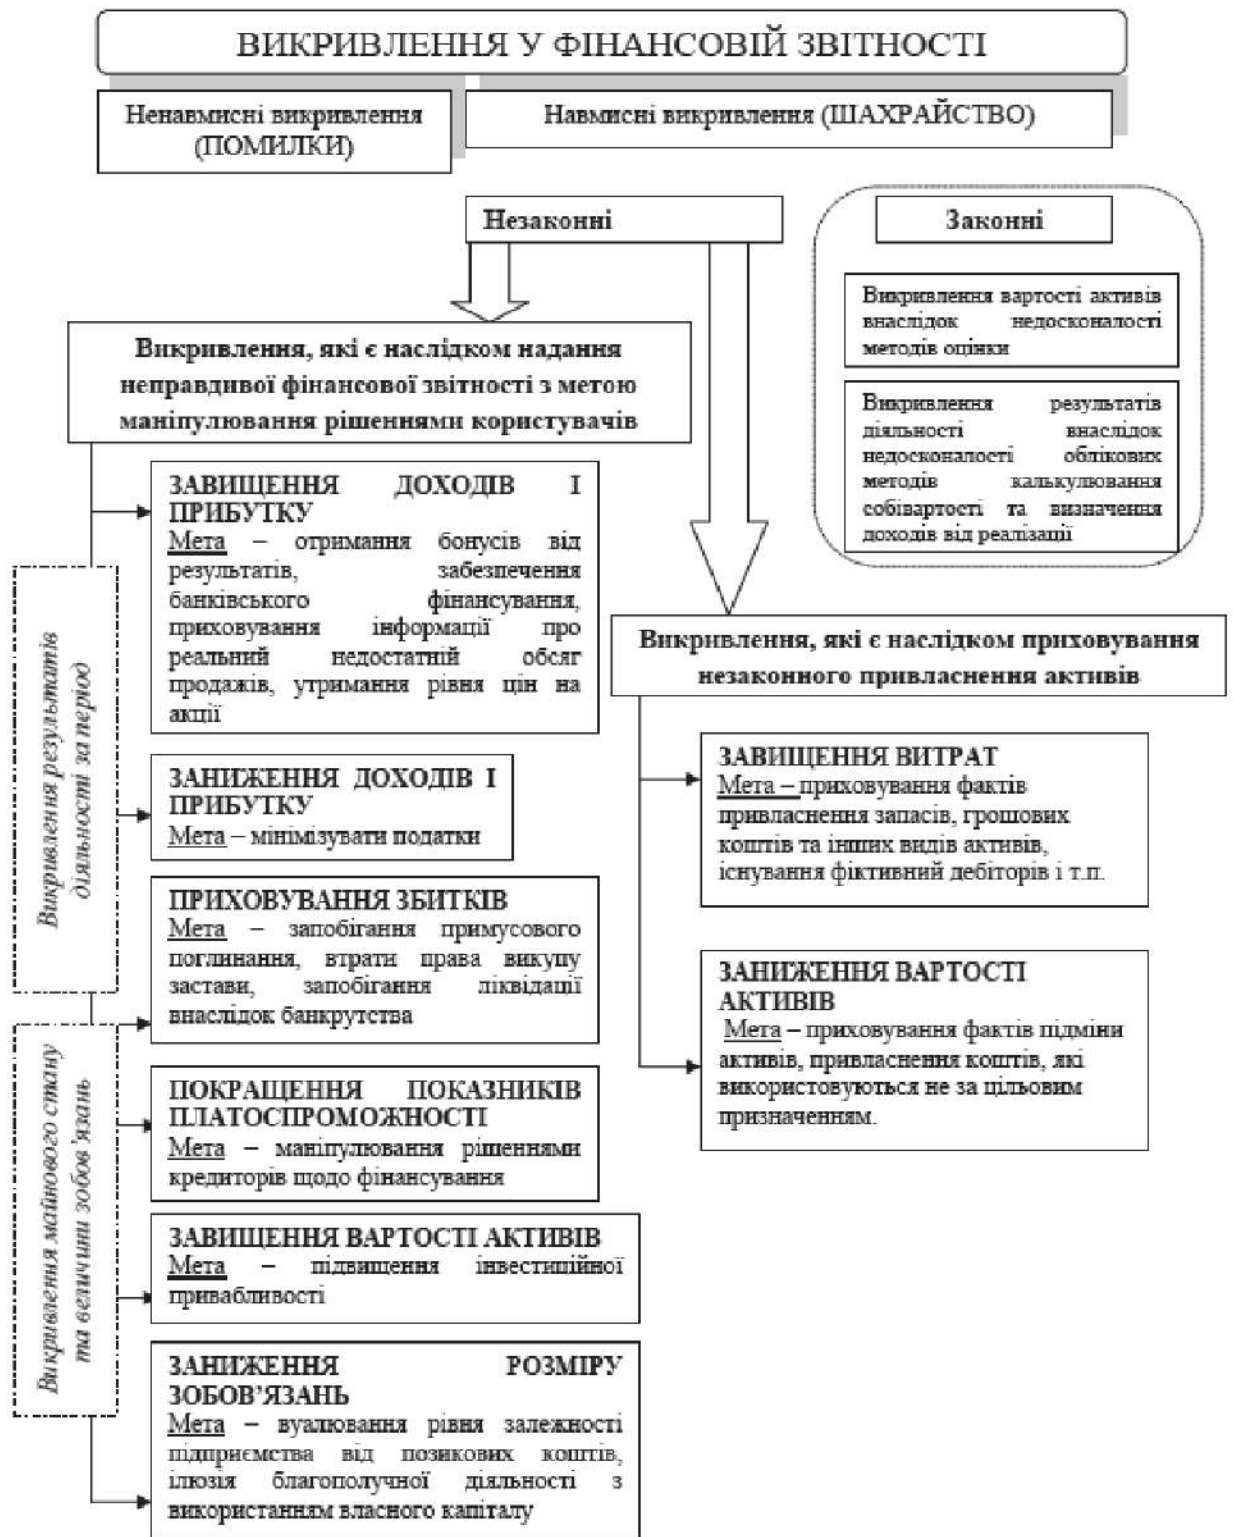 ВИКРИВЛЕННЯ У ФІНАНСОВІЙ ЗВІТНОСТІ
Ненавмисні викривлення
(ПОМИЛКИ)
Навмисні викривлення (ШАХРАЙСТВО)
Незаконні
Законні
Викривлення вартості активів
внаслідок недосконалості
методів оцінки
Викривлення результатів
діяльності внаслідок
недосконалості облікових
методів калькулювання
собівартості та визначення
доходів від реалізації
Викривлення, які є наслідком надання
неправдивої фінансової звітності з метою
маніпулювання рішеннями користувачів
Викривлення результатів
діяльності за період
ЗАВИЩЕННЯ ДОХОДІВ І
ПРИБУТКУ
Мета – отримання бонусів від
результатів, забезпечення
банківського фінансування,
приховування інформації про
реальний недостатній обсяг
продажів, утримання рівня цін на
акції
ЗАНИЖЕННЯ ДОХОДІВ І
ПРИБУТКУ
Мета – мінімізувати податки
ПРИХОВУВАННЯ ЗБИТКІВ
Мета – запобігання примусового
поглинання, втрати права викупу
застави, запобігання ліквідації
внаслідок банкрутства
Викривлення майнового стану
та величини зобов’язань
ПОКРАЩЕННЯ ПОКАЗНИКІВ
ПЛАТОСПРОМОЖНОСТІ
Мета – маніпулювання рішеннями
кредиторів щодо фінансування
ЗАВИЩЕННЯ ВАРТОСТІ АКТИВІВ
Мета – підвищення інвестиційної
привабливості
ЗАНИЖЕННЯ РОЗМІРУ
ЗОБОВ’ЯЗАНЬ
Мета – вуалювання рівня залежності
підприємства від позикових коштів,
ілюзія благополучної діяльності з
використанням власного капіталу
Викривлення, які є наслідком приховування
незаконного привласнення активів
ЗАВИЩЕННЯ ВИТРАТ
Мета – приховування фактів
привласнення запасів, грошових
коштів та інших видів активів,
існування фіктивний дебіторів і т.п.
ЗАНИЖЕННЯ ВАРТОСТІ
АКТИВІВ
Мета – приховування фактів підміни
активів, привласнення коштів, які
використовуються не за цільовим
призначенням.